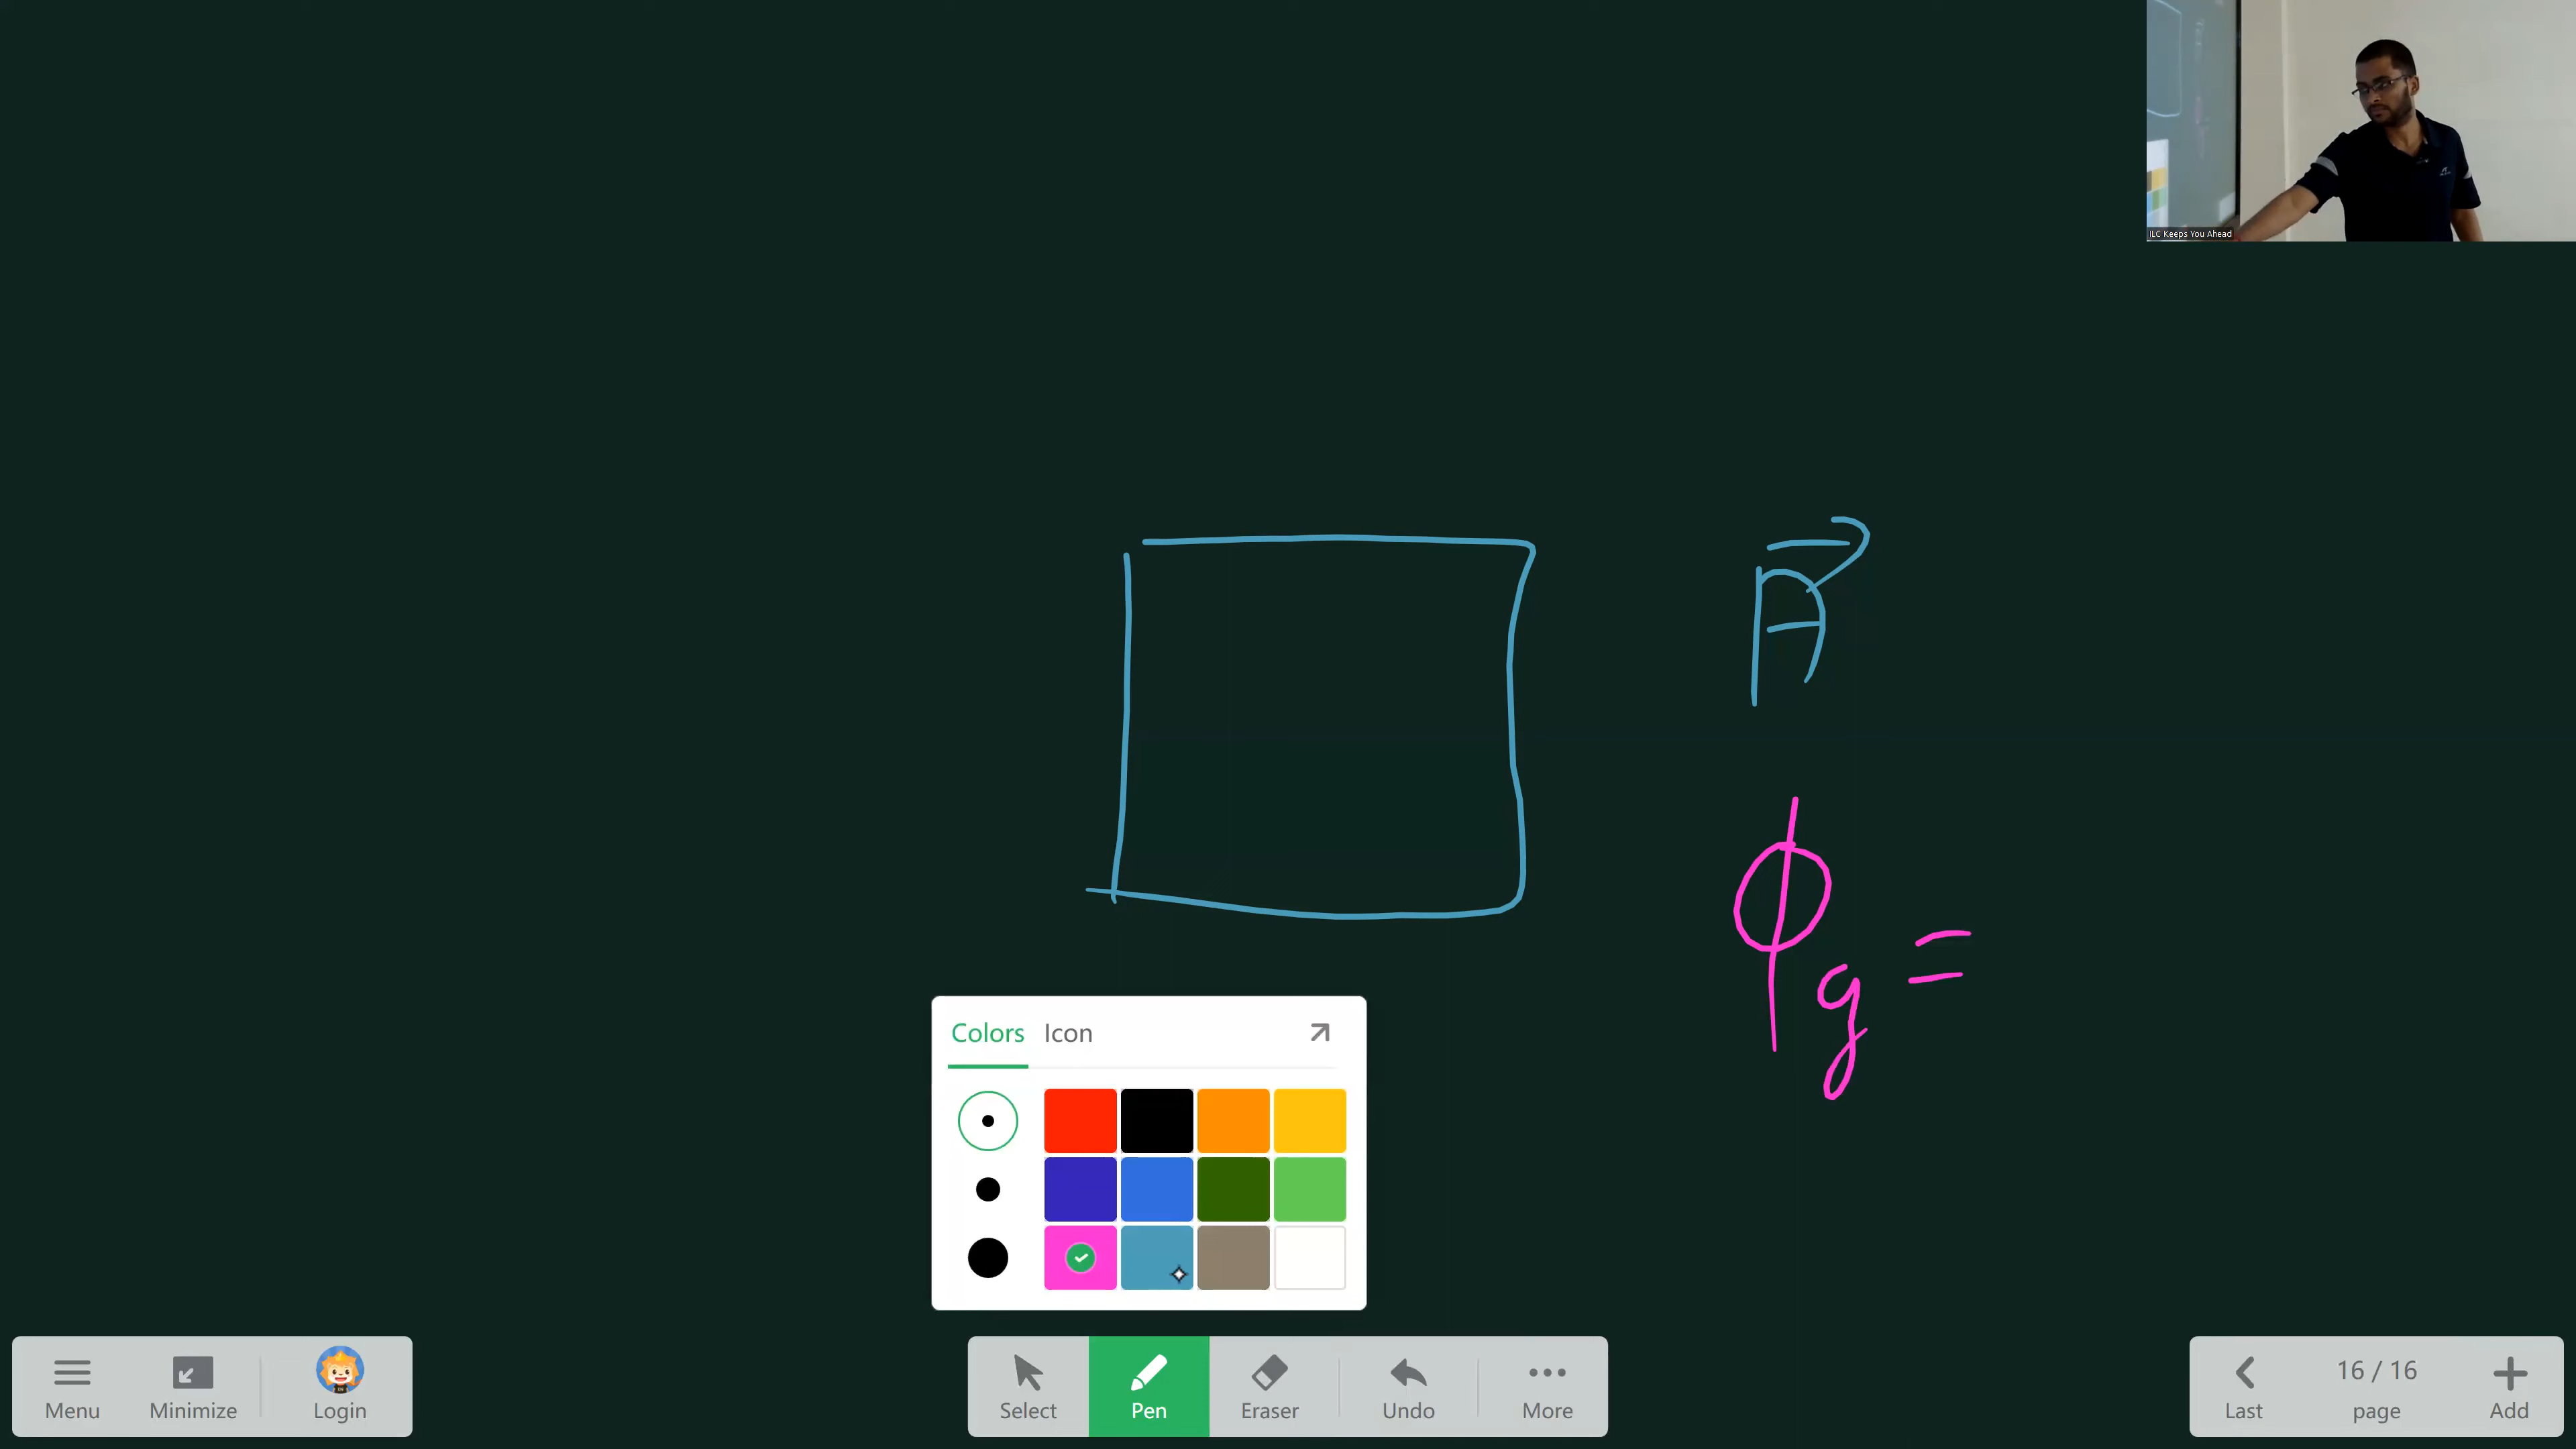 ILC Keeps You Ahead
A⃗
ϕg =
Colors Icon
Menu Minimize Login
Select Pen Eraser Undo More
Last 16 / 16 page Add